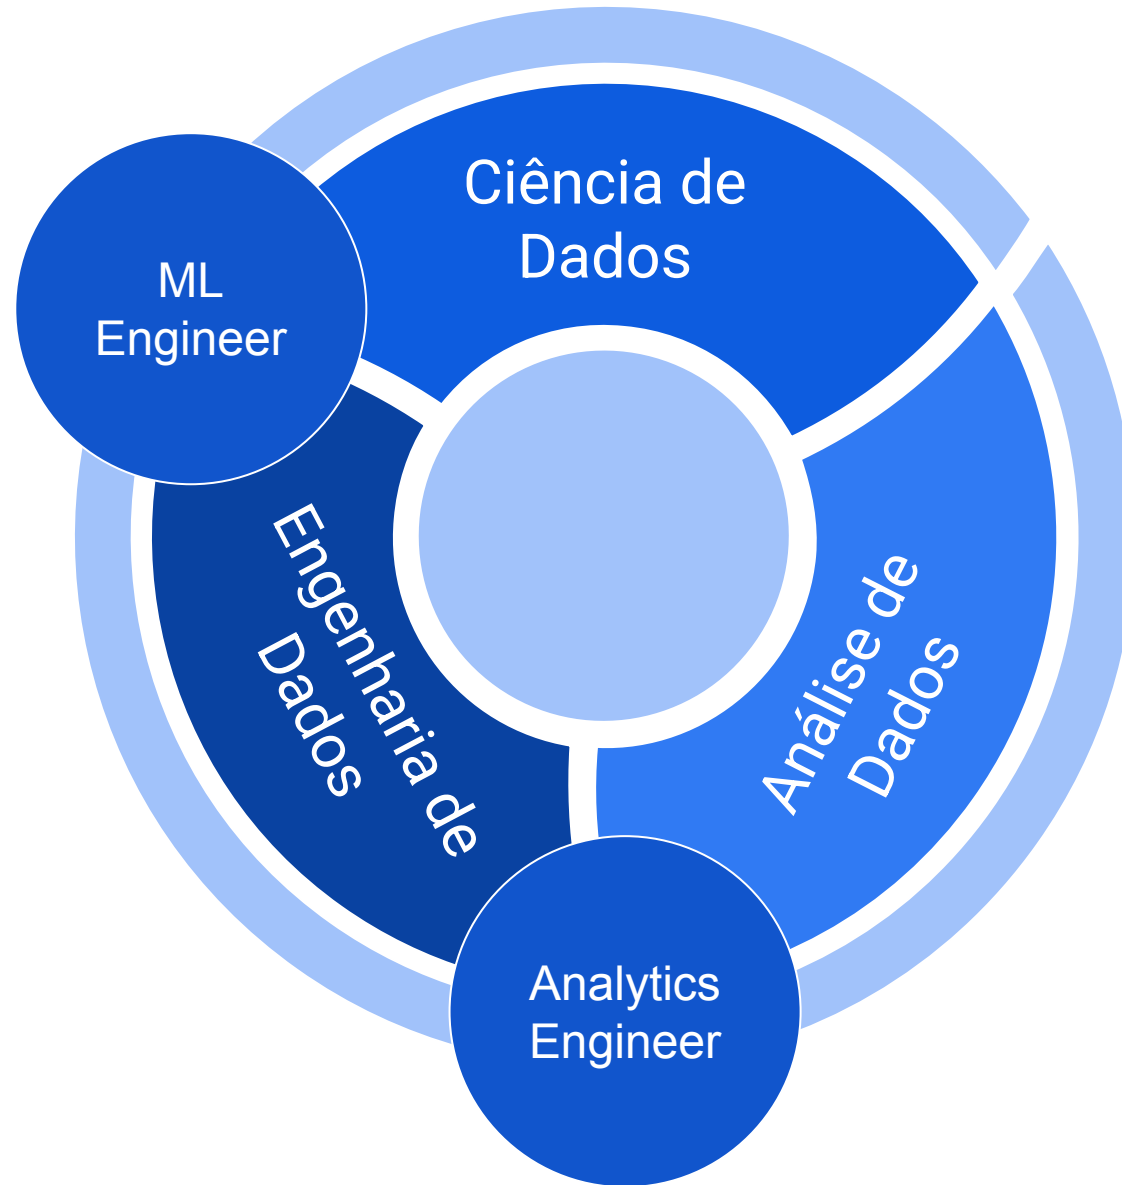 Ciência de
Dados
ML
Engineer
Engenharia de
Dados
Análise de
Dados
Analytics
Engineer